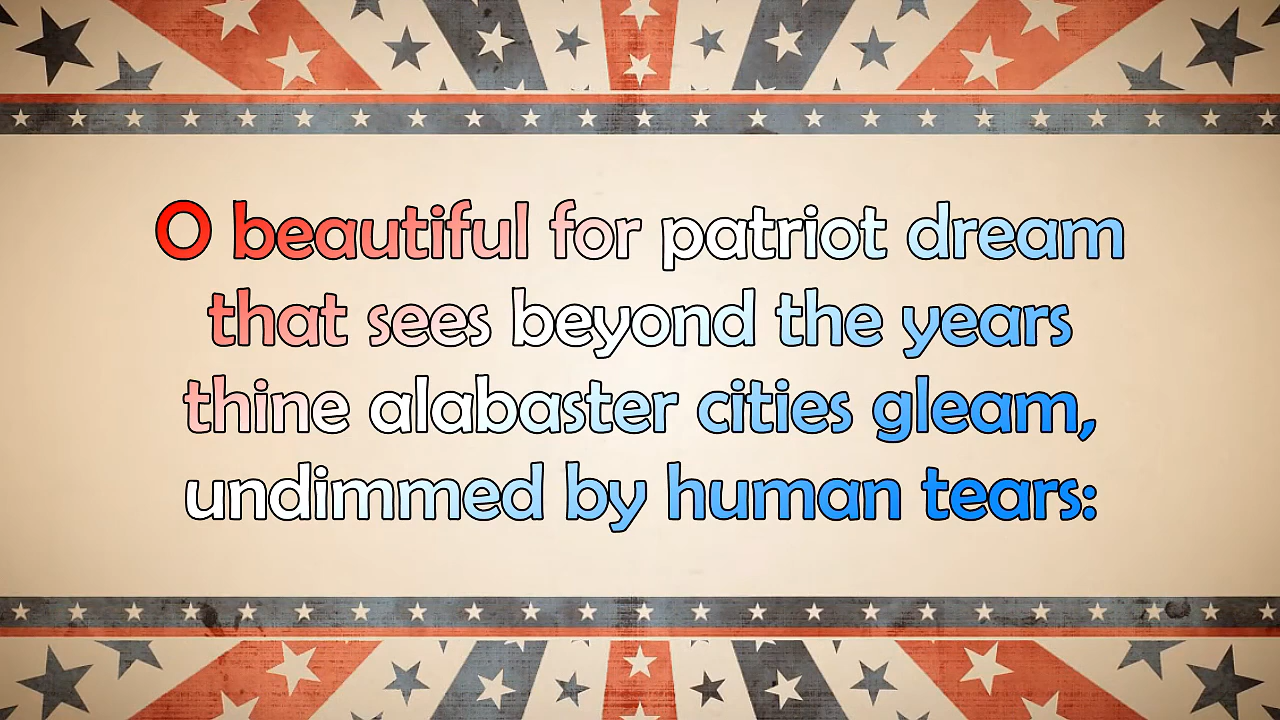 O beautiful for patriot dream
that sees beyond the years
thine alabaster cities gleam,
undimmed by human tears: